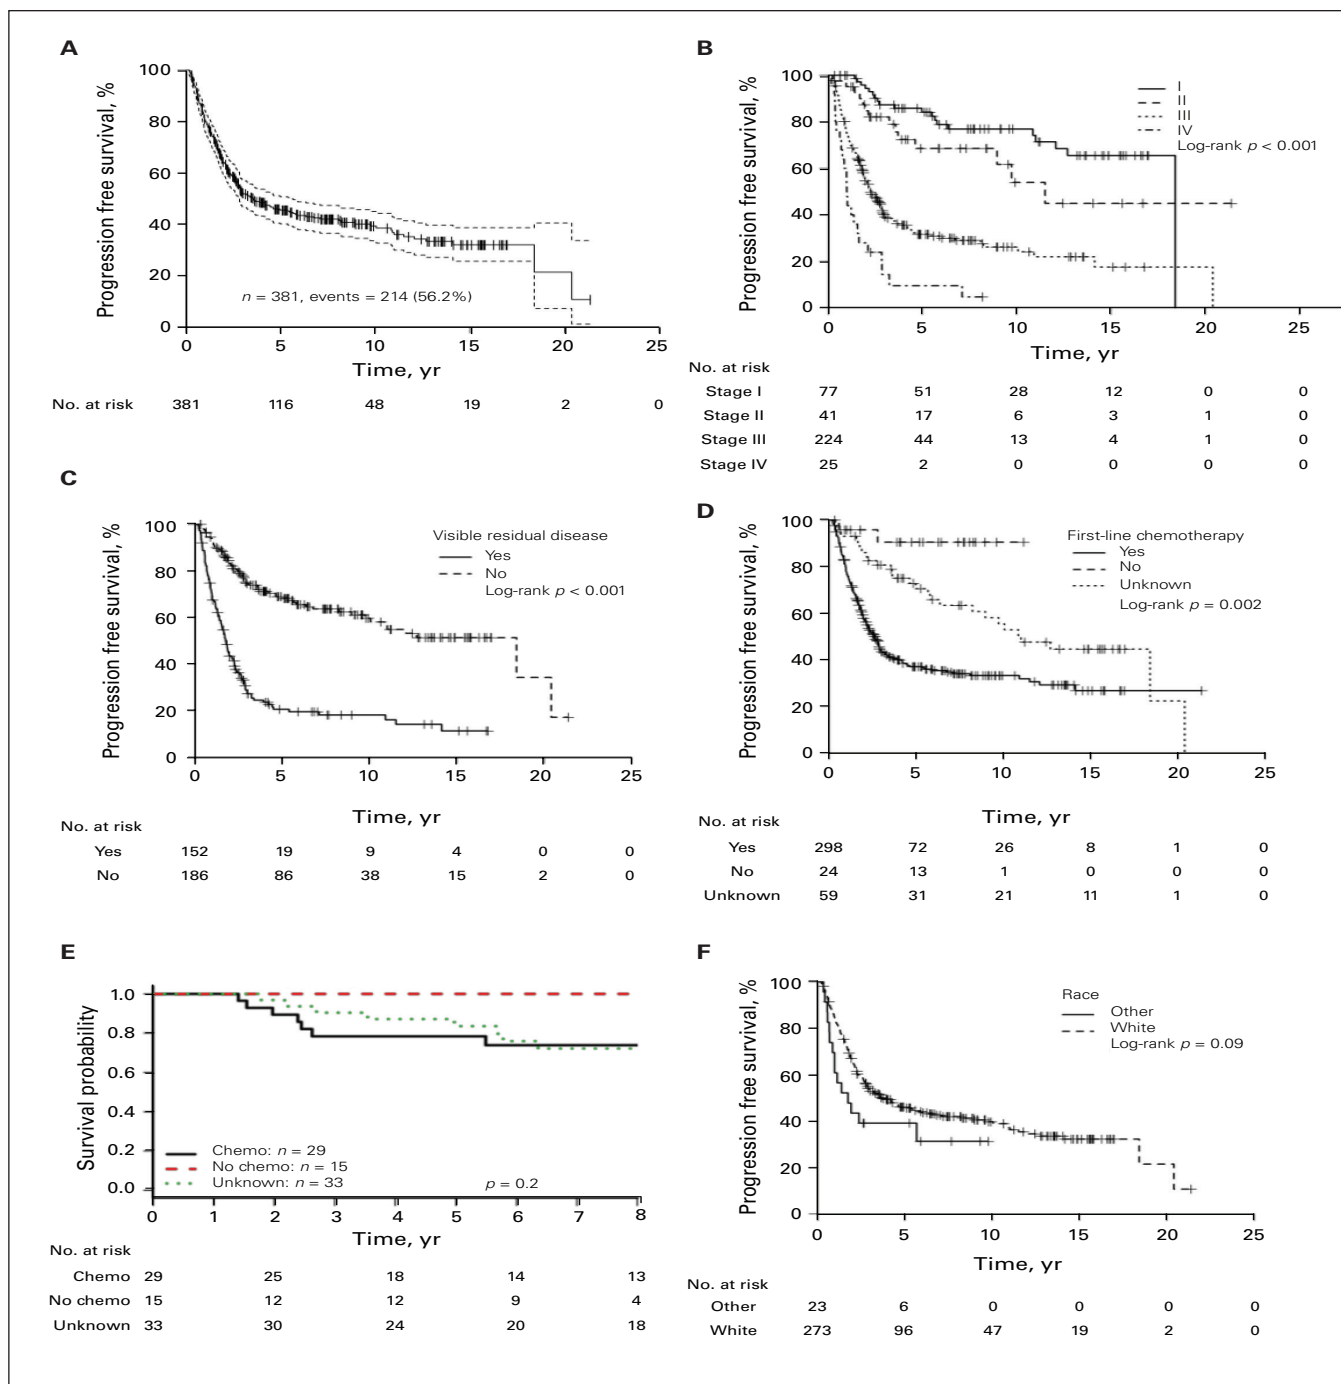 A
Progression free survival, %
100
80
60
40
20
0
n = 381, events = 214 (56.2%)
0 5 10 15 20 25
Time, yr
No. at risk 381 116 48 19 2 0
B
Progression free survival, %
100
80
60
40
20
0
I
II
III
IV
Log-rank p < 0.001
0 5 10 15 20 25
Time, yr
No. at risk
Stage I 77 51 28 12 0 0
Stage II 41 17 6 3 1 0
Stage III 224 44 13 4 1 0
Stage IV 25 2 0 0 0 0
C
Progression free survival, %
100
80
60
40
20
0
Visible residual disease
Yes
No
Log-rank p < 0.001
0 5 10 15 20 25
Time, yr
No. at risk
Yes 152 19 9 4 0 0
No 186 86 38 15 2 0
D
Progression free survival, %
100
80
60
40
20
0
First-line chemotherapy
Yes
No
Unknown
Log-rank p = 0.002
0 5 10 15 20 25
Time, yr
No. at risk
Yes 298 72 26 8 1 0
No 24 13 1 0 0 0
Unknown 59 31 21 11 1 0
E
Survival probability
1.0
0.8
0.6
0.4
0.2
0.0
Chemo: n = 29
No chemo: n = 15
Unknown: n = 33
p = 0.2
0 1 2 3 4 5 6 7 8
Time, yr
No. at risk
Chemo 29 25 18 14 13
No chemo 15 12 12 9 4
Unknown 33 30 24 20 18
F
Progression free survival, %
100
80
60
40
20
0
Race
Other
White
Log-rank p = 0.09
0 5 10 15 20 25
Time, yr
No. at risk
Other 23 6 0 0 0 0
White 273 96 47 19 2 0